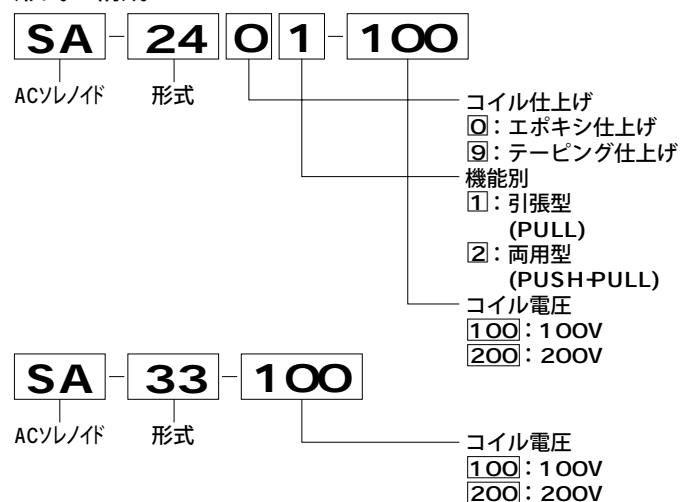 SA-2401-100
ACソレノイド 形式
コイル仕上げ
0：エポキシ仕上げ
9：テーピング仕上げ
機能別
1：引張型
(PULL)
2：両用型
(PUSH-PULL)
コイル電圧
100：100V
200：200V
SA-33-100
ACソレノイド 形式
コイル電圧
100：100V
200：200V